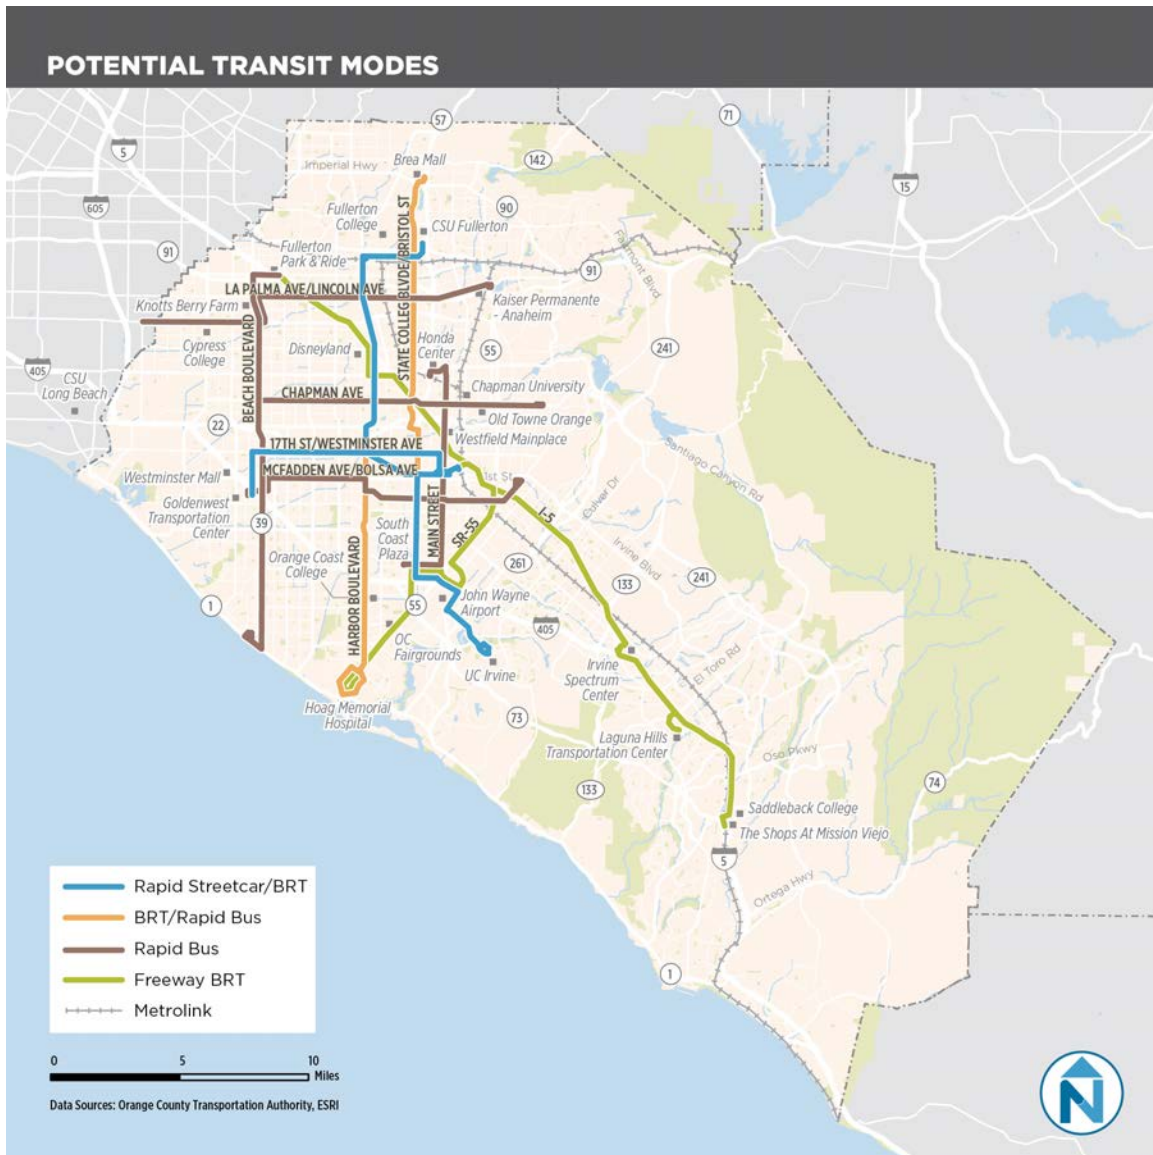 POTENTIAL TRANSIT MODES
57
71
5
Imperial Hwy
Brea Mall
142
15
605
Fullerton
College
90
CSU Fullerton
91
Fullerton
Park & Ride
STATE COLLEG BLVDE/BRISTOL ST
Fairmont Blvd
91
LA PALMA AVE/LINCOLN AVE
Knotts Berry Farm
Kaiser Permanente
- Anaheim
Cypress
College
BEACH BOULEVARD
Disneyland
Honda
Center
55
241
405
CSU
Long Beach
Chapman University
CHAPMAN AVE
Old Towne Orange
22
17TH ST/WESTMINSTER AVE
Westfield Mainplace
Santiago Canyon Rd
MCFADDEN AVE/BOLSA AVE
1st St
Westminster Mall
Goldenwest
Transportation
Center
Culver Dr
39
HARBOR BOULEVARD
South
Coast
Plaza
MAIN STREET
SR-55
I-5
Irvine Blvd
Orange Coast
College
261
133
241
1
55
John Wayne
Airport
405
OC
Fairgrounds
UC Irvine
Irvine
Spectrum
Center
El Toro Rd
Hoag Memorial
Hospital
73
Laguna Hills
Transportation Center
Oso Pkwy
133
74
Saddleback College
The Shops At Mission Viejo
5
Ortega Hwy
1
Rapid Streetcar/BRT
BRT/Rapid Bus
Rapid Bus
Freeway BRT
Metrolink
0 5 10
Miles
Data Sources: Orange County Transportation Authority, ESRI
N